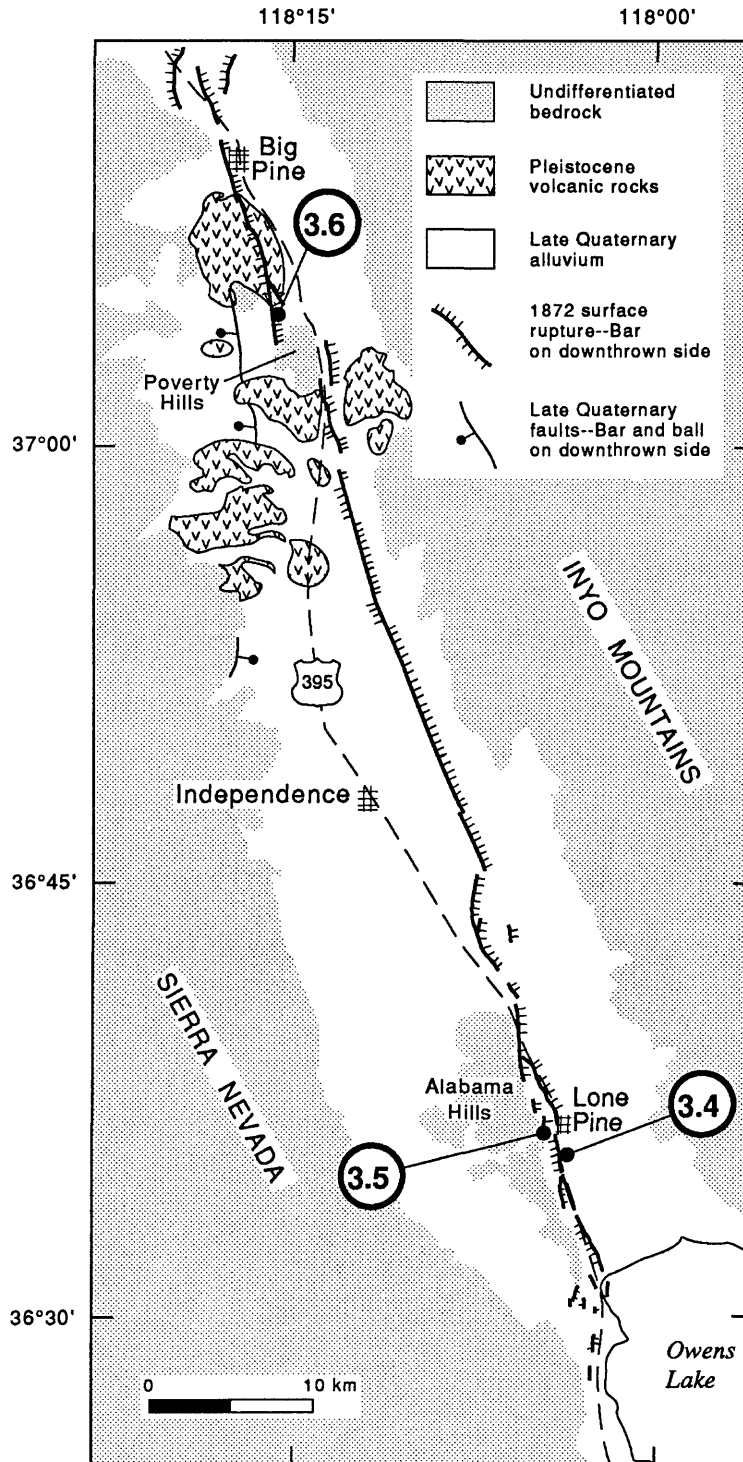 118°15'
118°00'
Undifferentiated
bedrock
Pleistocene
volcanic rocks
Late Quaternary
alluvium
1872 surface
rupture--Bar
on downthrown side
Late Quaternary
faults--Bar and ball
on downthrown side
Big
Pine
3.6
Poverty
Hills
37°00'
INYO MOUNTAINS
395
Independence
36°45'
SIERRA NEVADA
Alabama
Hills
Lone
Pine
3.4
3.5
36°30'
Owens
Lake
0
10 km